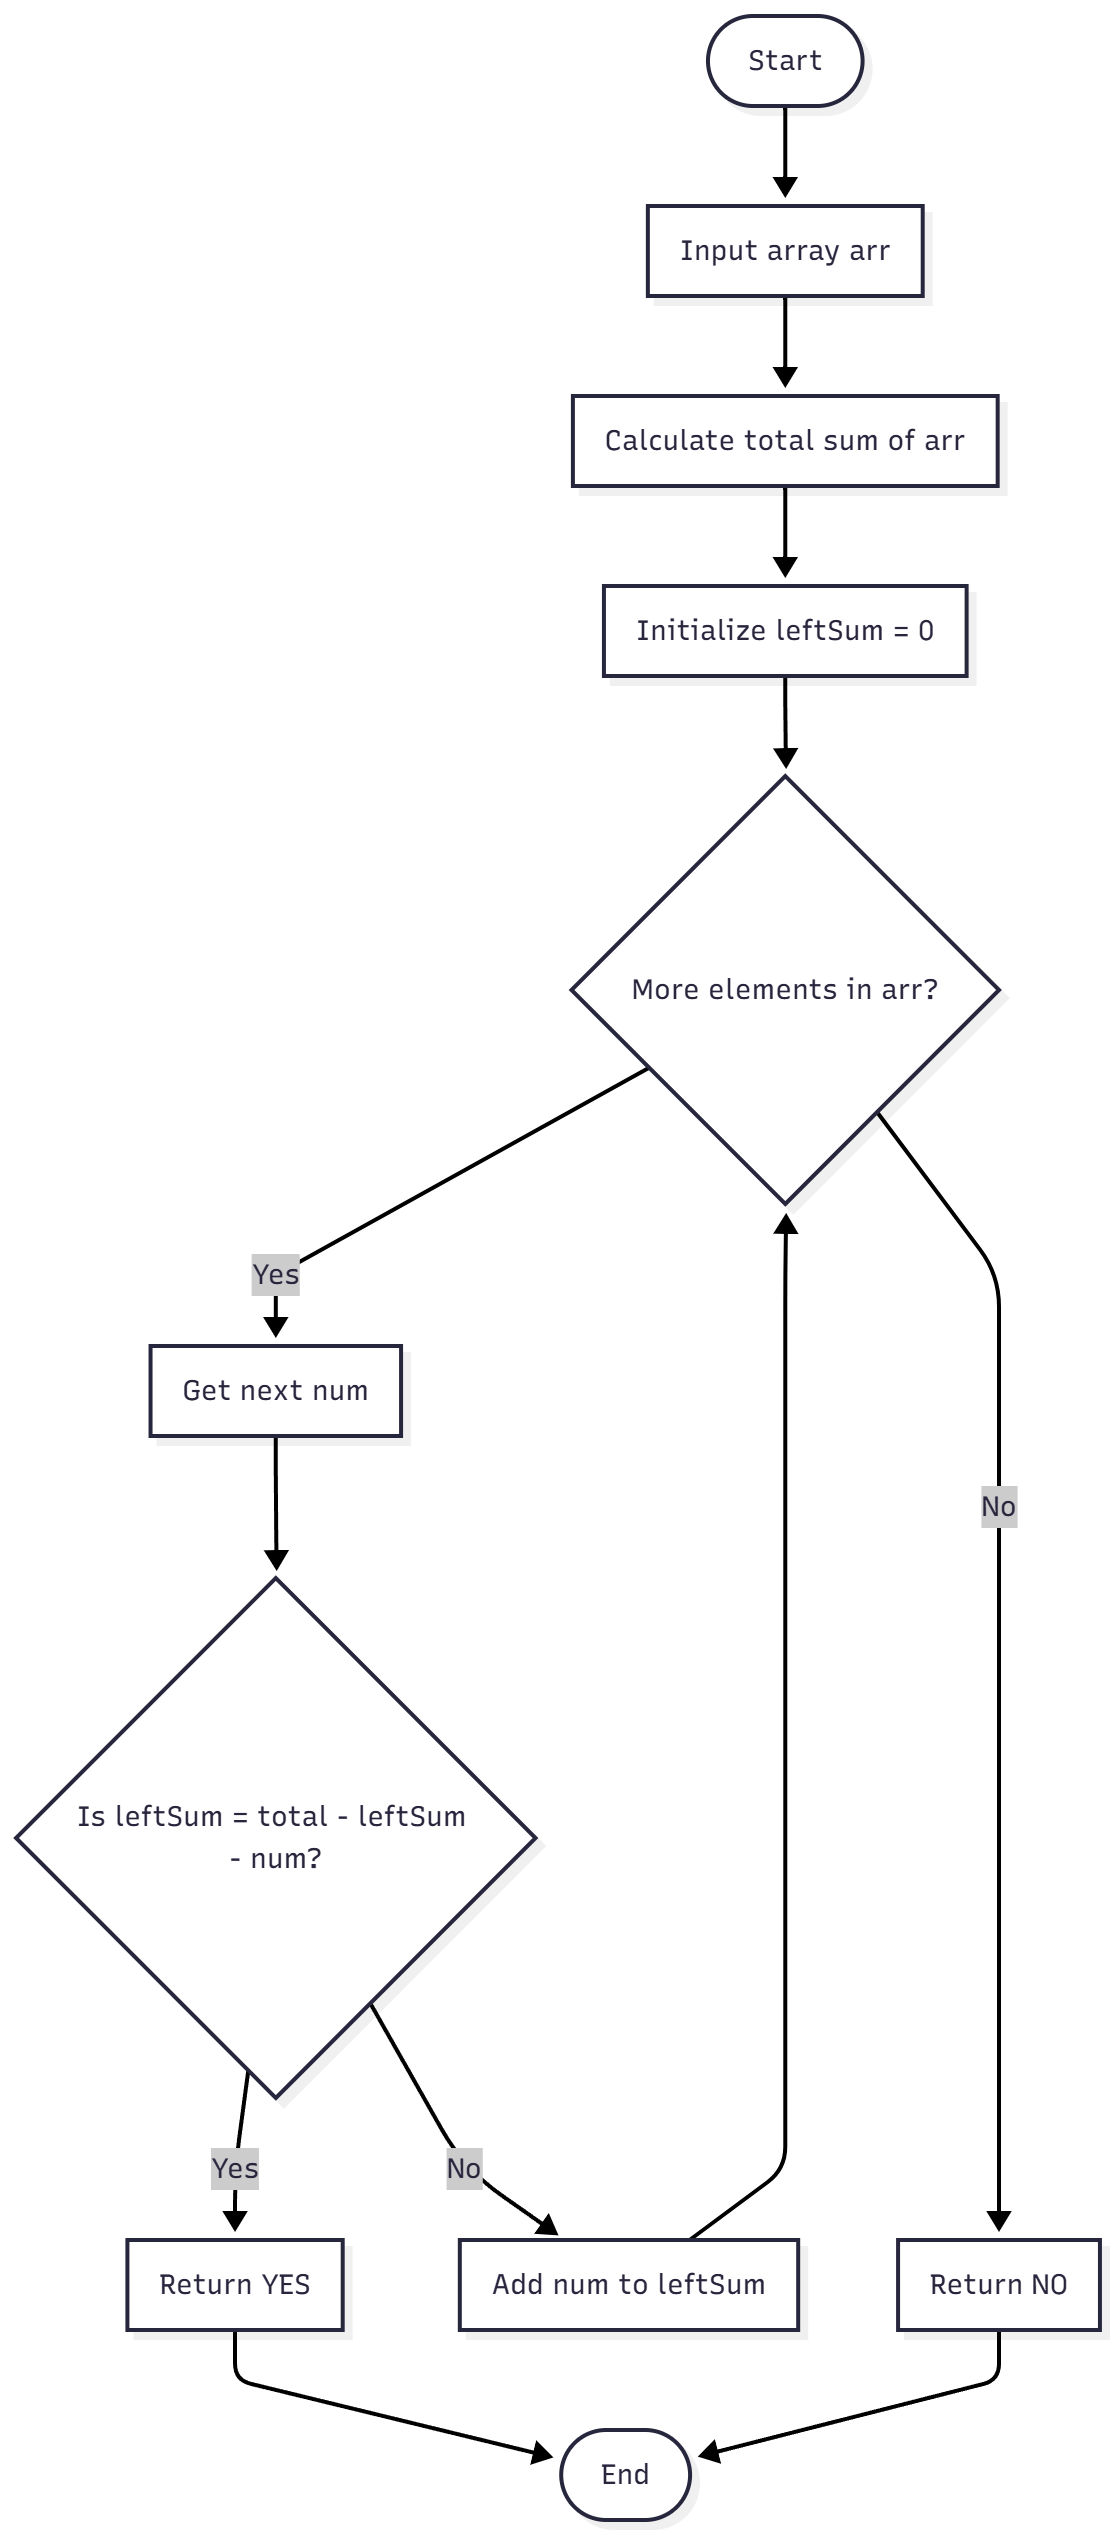 Start
Input array arr
Calculate total sum of arr
Initialize leftSum = 0
More elements in arr?
Yes
Get next num
No
Is leftSum = total - leftSum
- num?
Yes
No
Return YES
Add num to leftSum
Return NO
End